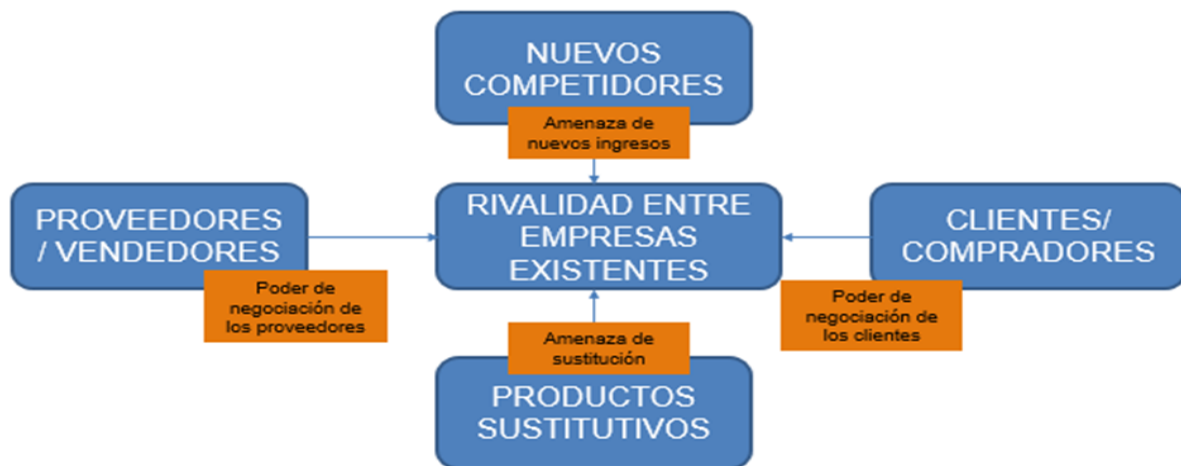 NUEVOS
COMPETIDORES
Amenaza de
nuevos ingresos
PROVEEDORES
/ VENDEDORES
Poder de
negociación de
los proveedores
RIVALIDAD ENTRE
EMPRESAS
EXISTENTES
CLIENTES/
COMPRADORES
Poder de
negociación de
los clientes
Amenaza de
sustitución
PRODUCTOS
SUSTITUTIVOS